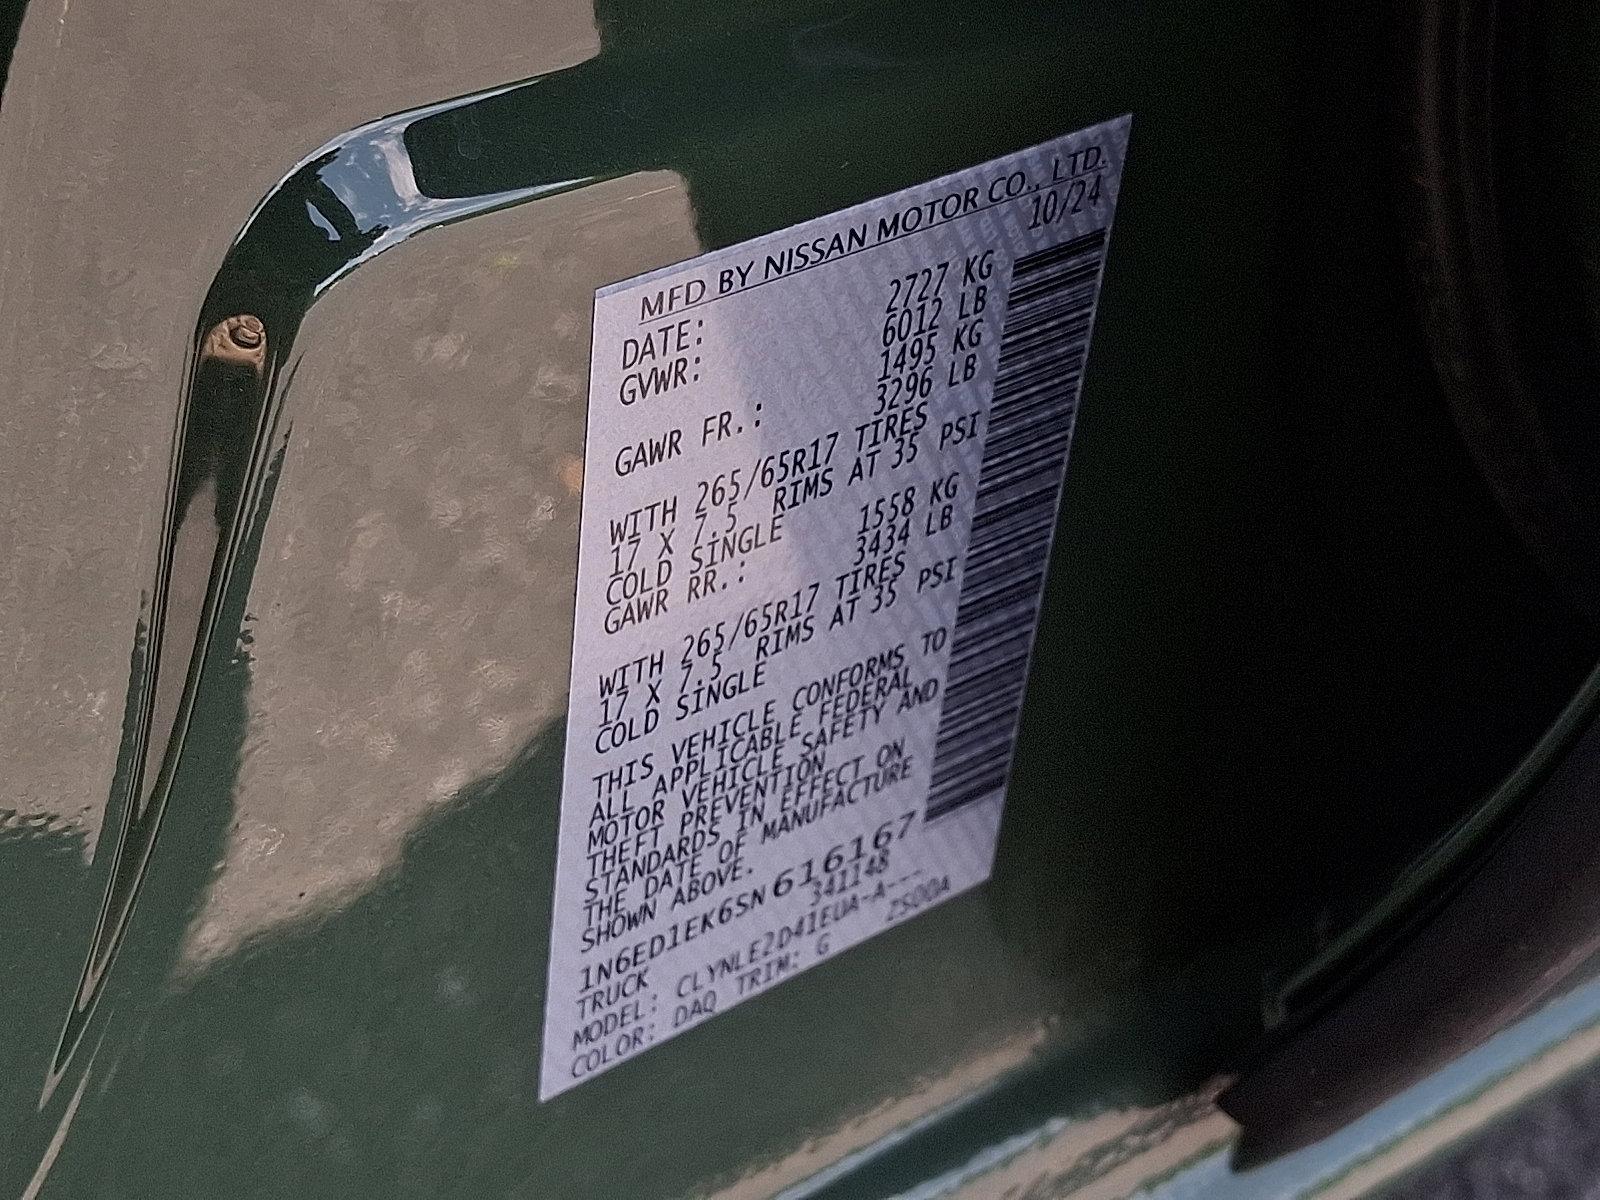 MFD BY NISSAN MOTOR CO., LTD.
DATE: 10/24
GVWR: 2727 KG
6012 LB
GAWR FR.: 1495 KG
3296 LB
WITH 265/65R17 TIRES
17 X 7.5 RIMS AT 35 PSI
COLD SINGLE
GAWR RR.: 1558 KG
3434 LB
WITH 265/65R17 TIRES
17 X 7.5 RIMS AT 35 PSI
COLD SINGLE
THIS VEHICLE CONFORMS TO
ALL APPLICABLE FEDERAL
MOTOR VEHICLE SAFETY AND
THEFT PREVENTION
STANDARDS IN EFFECT ON
THE DATE OF MANUFACTURE
SHOWN ABOVE.
1N6ED1EK6SN616167
TRUCK 341148
MODEL: CLYNLE2D41EUA-A---
COLOR: DAQ TRIM: G ZS00A